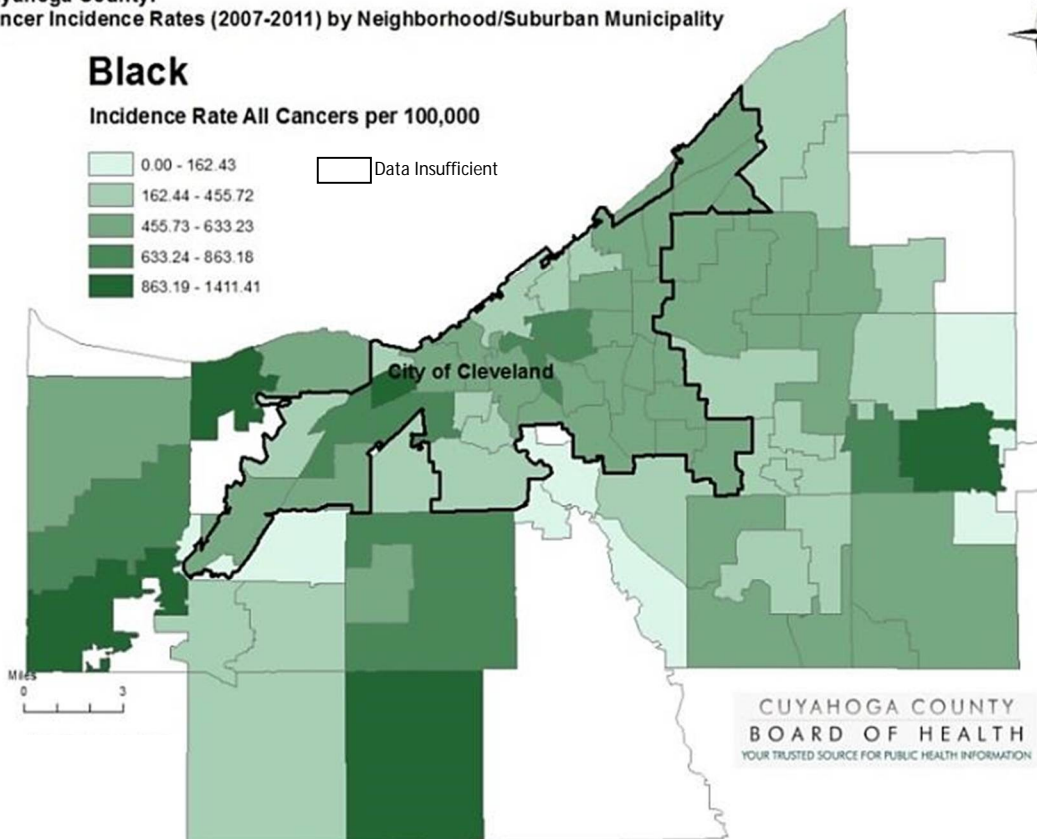 ncer Incidence Rates (2007-2011) by Neighborhood/Suburban Municipality
Black
Incidence Rate All Cancers per 100,000
0.00 - 162.43
Data Insufficient
162.44 - 455.72
455.73 - 633.23
633.24 - 863.18
863.19 - 1411.41
City of Cleveland
Miles
0 3
CUYAHOGA COUNTY
BOARD OF HEALTH
YOUR TRUSTED SOURCE FOR PUBLIC HEALTH INFORMATION